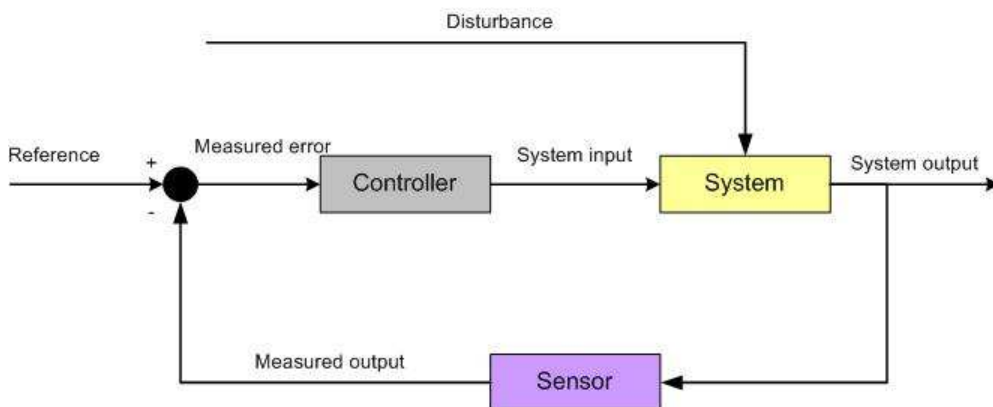 Disturbance
Reference
+
-
Measured error
Controller
System input
System
System output
Measured output
Sensor